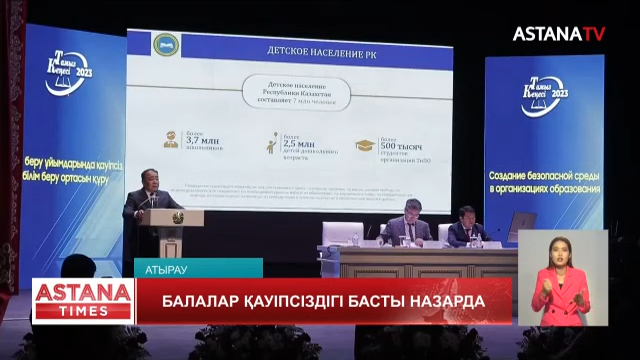 ASTANATV
ДЕТСКОЕ НАСЕЛЕНИЕ РК
Детское население
Республики Казахстан
составляет 7 млн человек
более
3,7 млн
школьников
более
2,5 млн
детей дошкольного
возраста
более
500 тысяч
студентов
организаций ТиПО
Тамыз
Кеңесі 2023
беру ұйымдарында қауіпсіз
білім беру ортасын құру
Тамыз
Кеңесі
2023
Создание безопасной среды
в организациях образования
АТЫРАУ
ASTANA
TIMES
БАЛАЛАР ҚАУІПСІЗДІГІ БАСТЫ НАЗАРДА